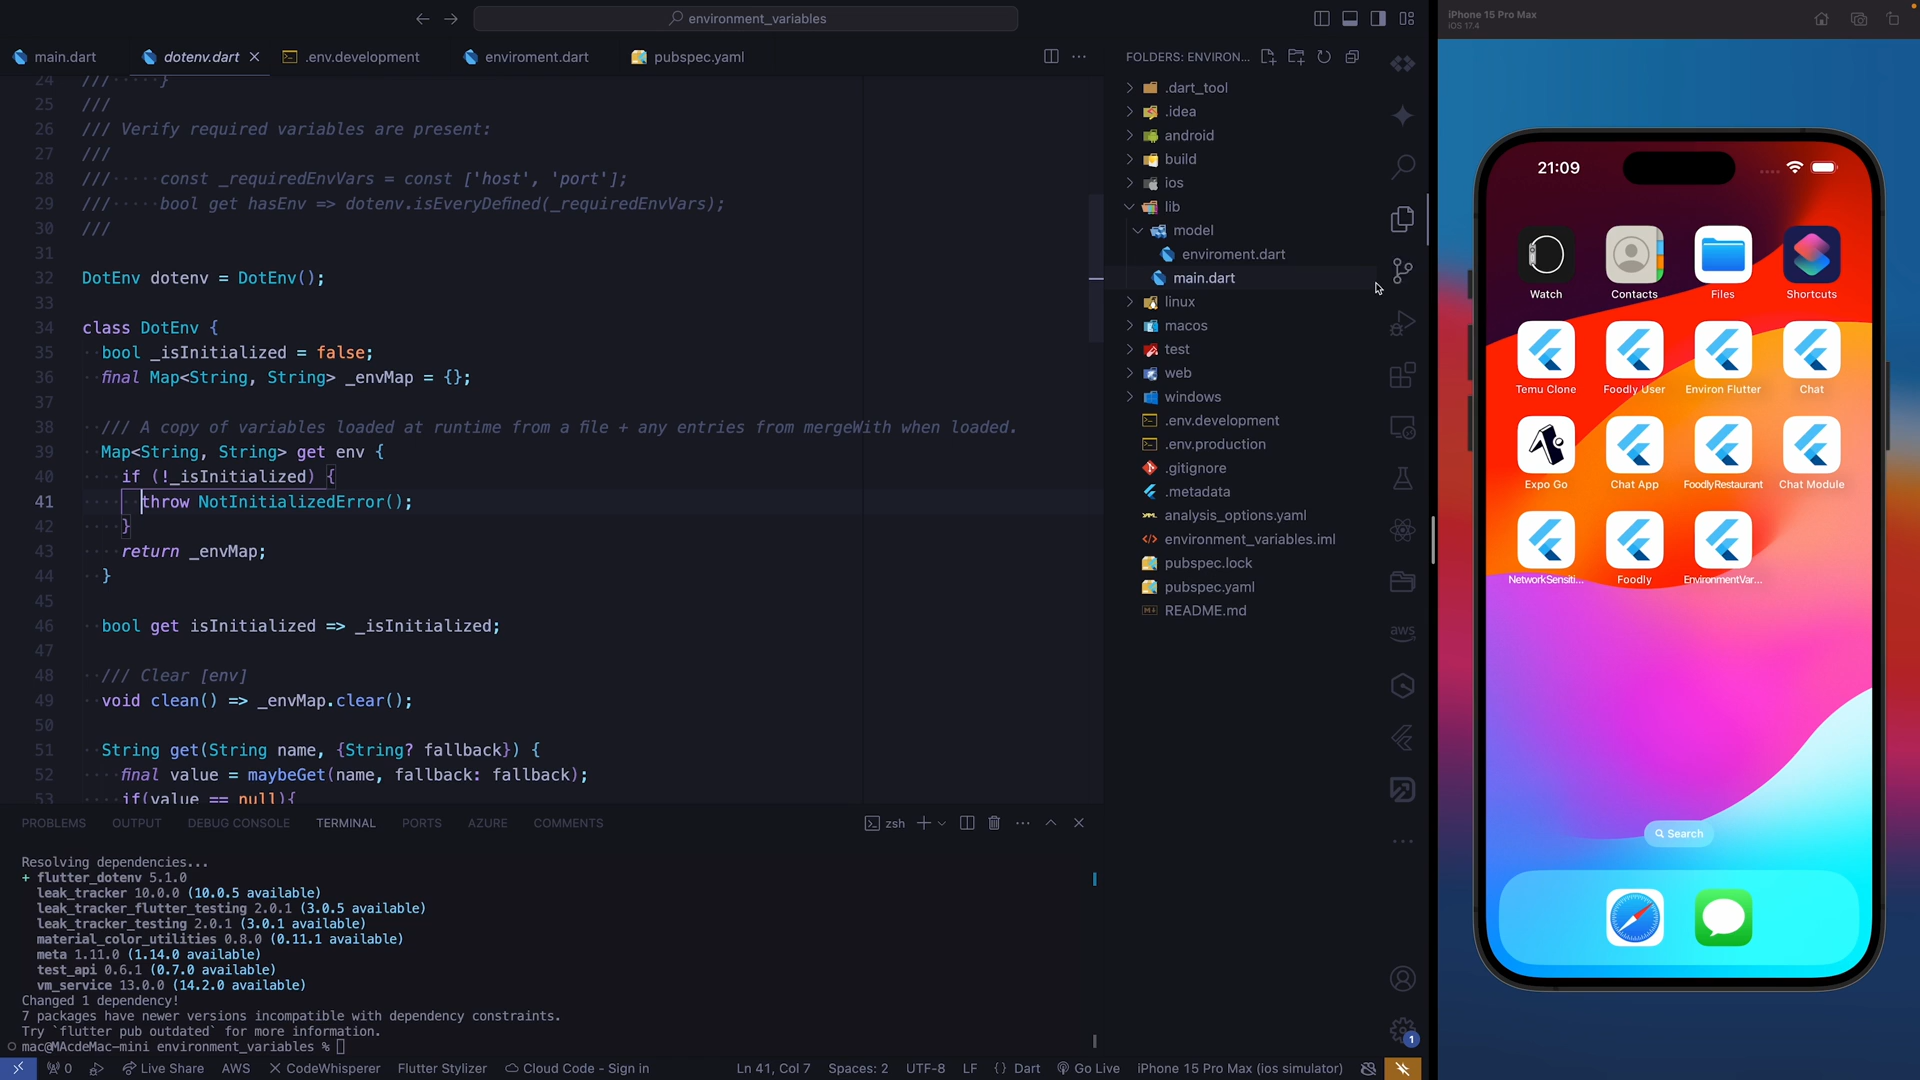 environment_variables
main.dart
dotenv.dart
.env.development
enviroment.dart
pubspec.yaml
24 /// }
25 ///
26 /// Verify required variables are present:
27 ///
28 /// const _requiredEnvVars = const ['host', 'port'];
29 /// bool get hasEnv => dotenv.isEveryDefined(_requiredEnvVars);
30 ///
31
32 DotEnv dotenv = DotEnv();
33
34 class DotEnv {
35 bool _isInitialized = false;
36 final Map<String, String> _envMap = {};
37
38 /// A copy of variables loaded at runtime from a file + any entries from mergeWith when loaded.
39 Map<String, String> get env {
40 if (!_isInitialized) {
41 throw NotInitializedError();
42 }
43 return _envMap;
44 }
45
46 bool get isInitialized => _isInitialized;
47
48 /// Clear [env]
49 void clean() => _envMap.clear();
50
51 String get(String name, {String? fallback}) {
52 final value = maybeGet(name, fallback: fallback);
53 if(value == null){
PROBLEMS OUTPUT DEBUG CONSOLE TERMINAL PORTS AZURE COMMENTS
zsh
Resolving dependencies...
+ flutter_dotenv 5.1.0
leak_tracker 10.0.0 (10.0.5 available)
leak_tracker_flutter_testing 2.0.1 (3.0.5 available)
leak_tracker_testing 2.0.1 (3.0.1 available)
material_color_utilities 0.8.0 (0.11.1 available)
meta 1.11.0 (1.14.0 available)
test_api 0.6.1 (0.7.0 available)
vm_service 13.0.0 (14.2.0 available)
Changed 1 dependency!
7 packages have newer versions incompatible with dependency constraints.
Try `flutter pub outdated` for more information.
mac@MAcdeMac-mini environment_variables %
FOLDERS: ENVIRON...
.dart_tool
.idea
android
build
ios
lib
model
enviroment.dart
main.dart
linux
macos
test
web
windows
.env.development
.env.production
.gitignore
.metadata
analysis_options.yaml
environment_variables.iml
pubspec.lock
pubspec.yaml
README.md
aws
1
0 Live Share AWS CodeWhisperer Flutter Stylizer Cloud Code - Sign in Ln 41, Col 7 Spaces: 2 UTF-8 LF { } Dart Go Live iPhone 15 Pro Max (ios simulator)
iPhone 15 Pro Max
iOS 17.4
21:09
Watch Contacts Files Shortcuts
Temu Clone Foodly User Environ Flutter Chat
Expo Go Chat App FoodlyRestaurant Chat Module
NetworkSensiti... Foodly EnvironmentVar...
Search